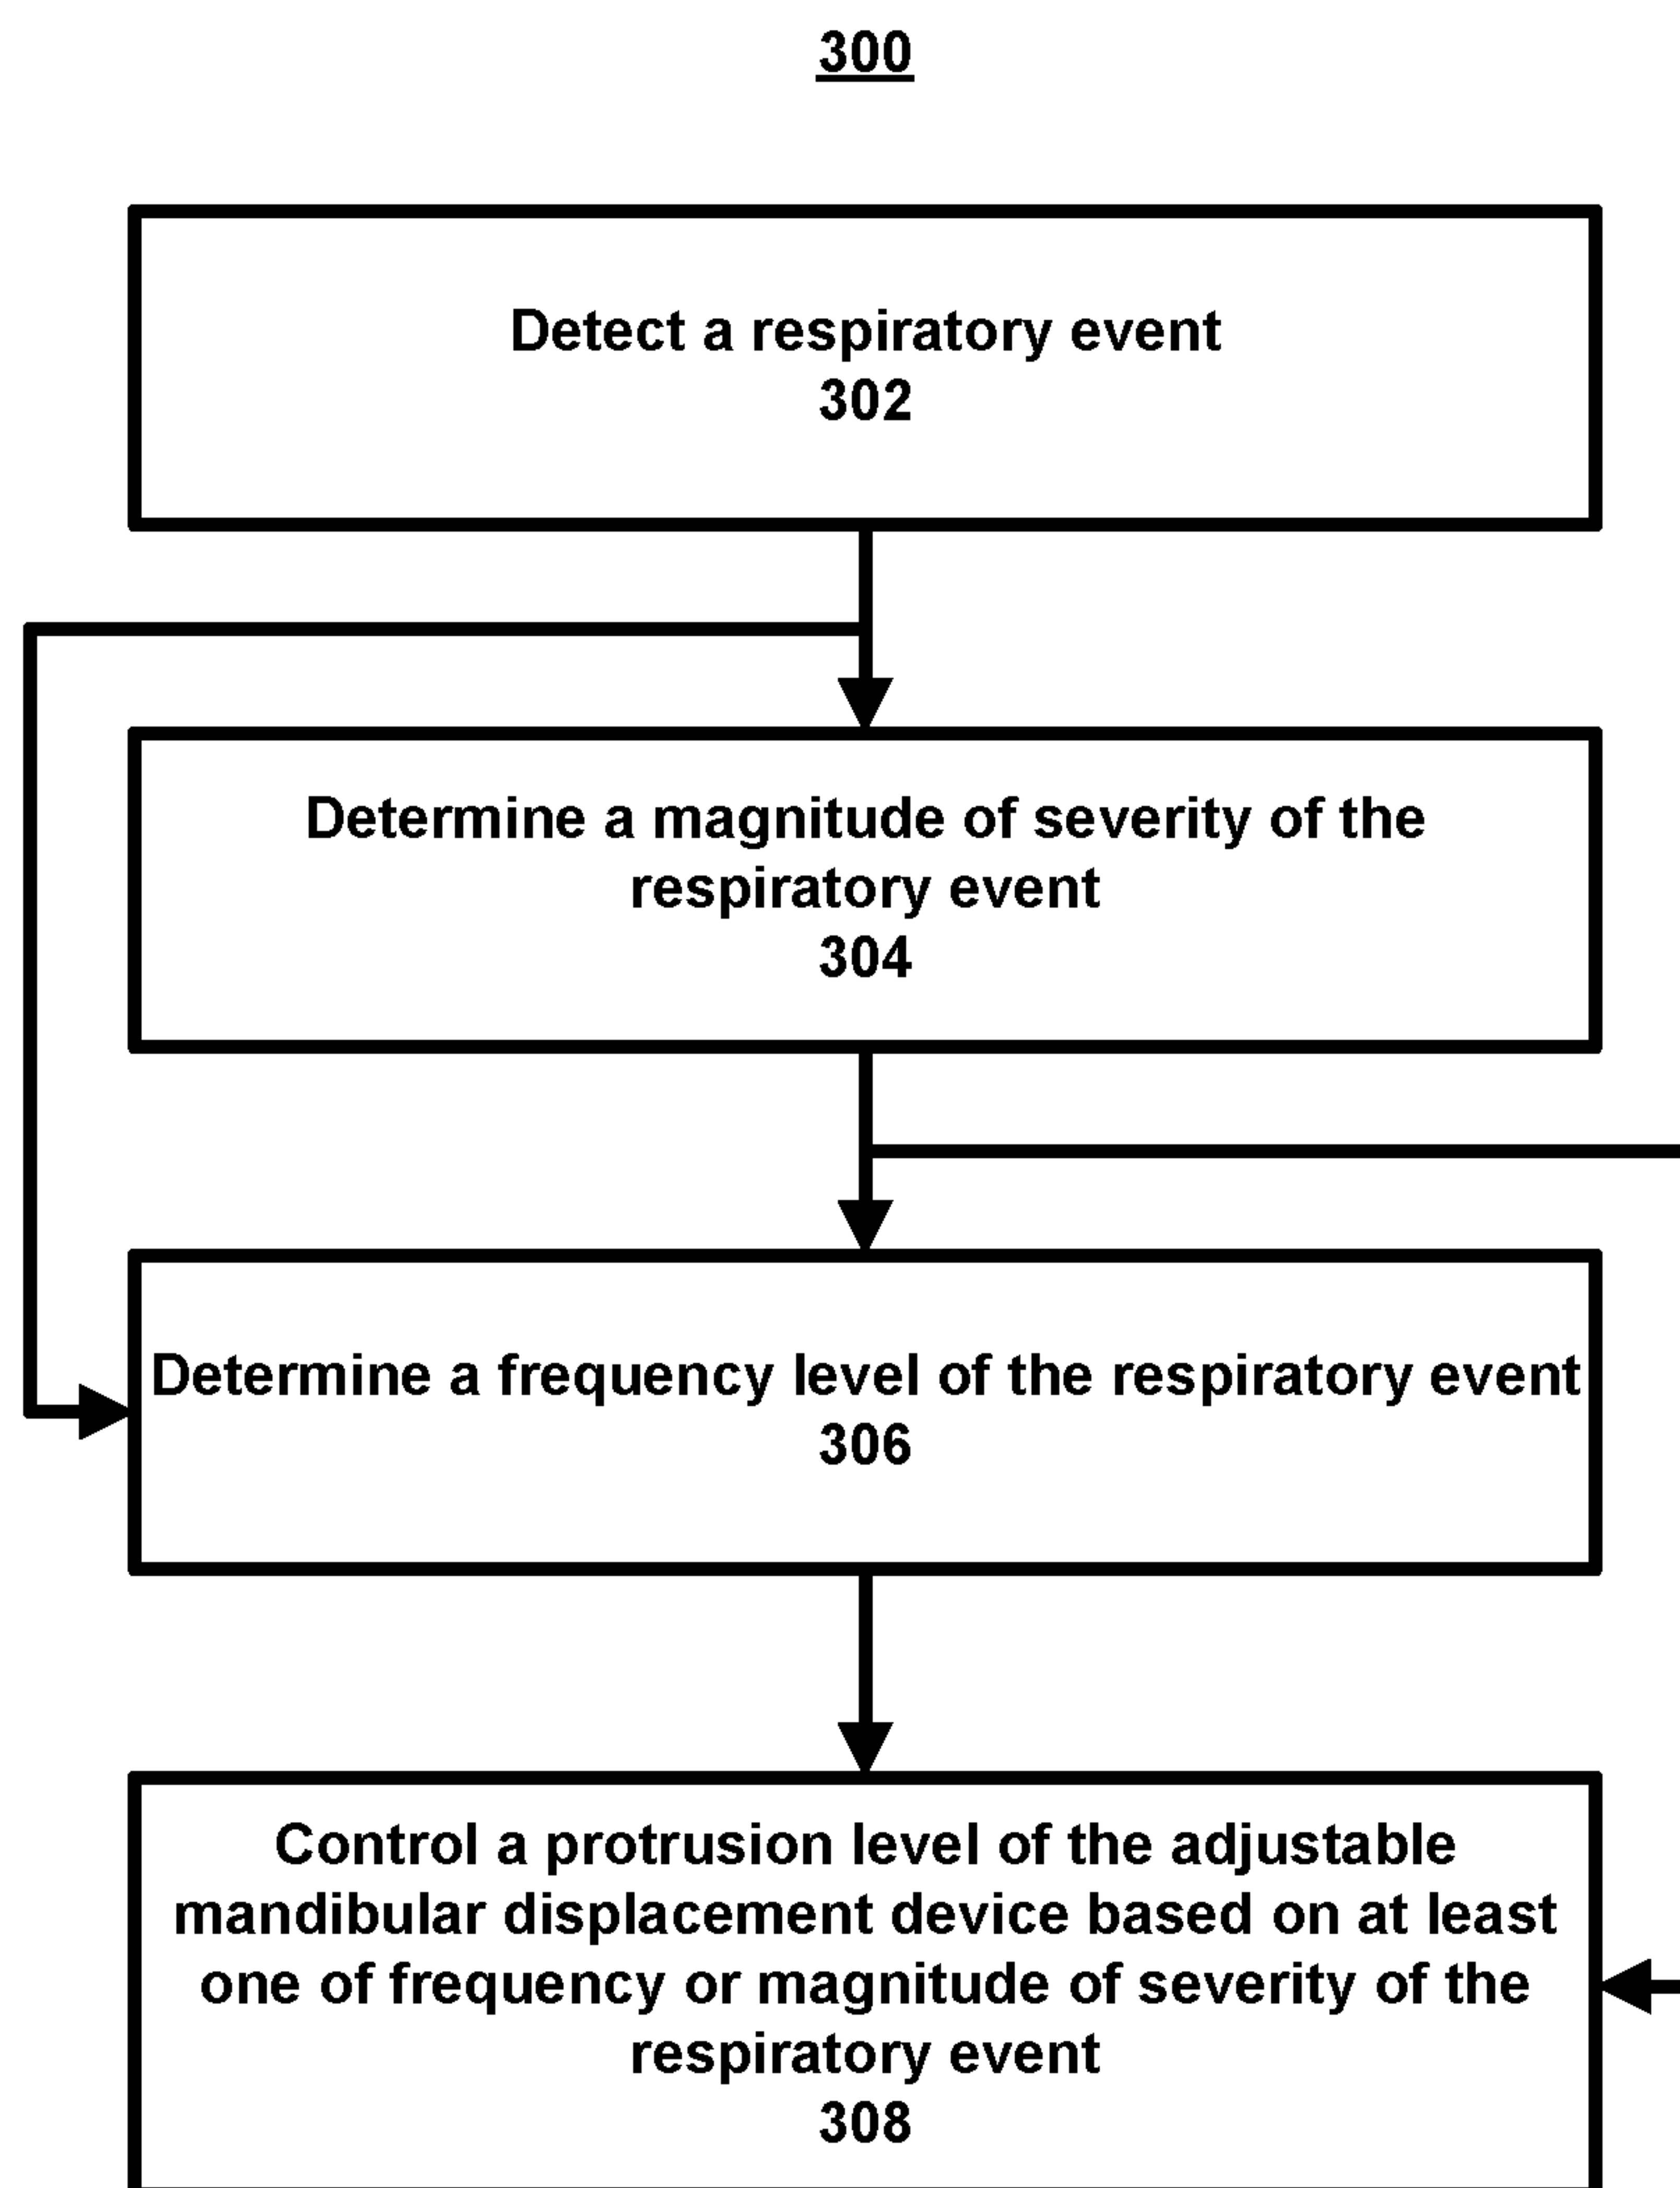 300
Detect a respiratory event
302
Determine a magnitude of severity of the
respiratory event
304
Determine a frequency level of the respiratory event
306
Control a protrusion level of the adjustable
mandibular displacement device based on at least
one of frequency or magnitude of severity of the
respiratory event
308